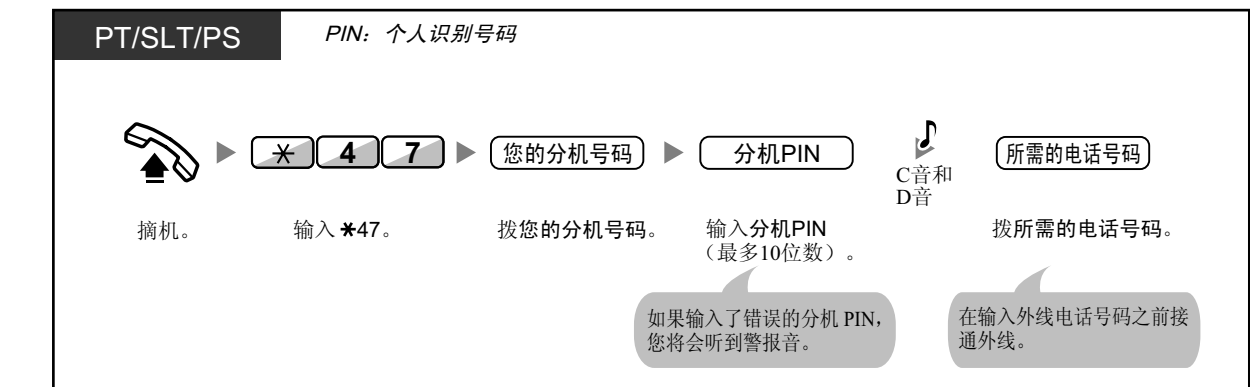 PT/SLT/PS
PIN：个人识别号码
✳ 4 7
您的分机号码
分机PIN
C音和
D音
所需的电话号码
摘机。
输入 ✳47。
拨您的分机号码。
输入分机PIN
（最多10位数）。
拨所需的电话号码。
如果输入了错误的分机 PIN，
您将会听到警报音。
在输入外线电话号码之前接
通外线。